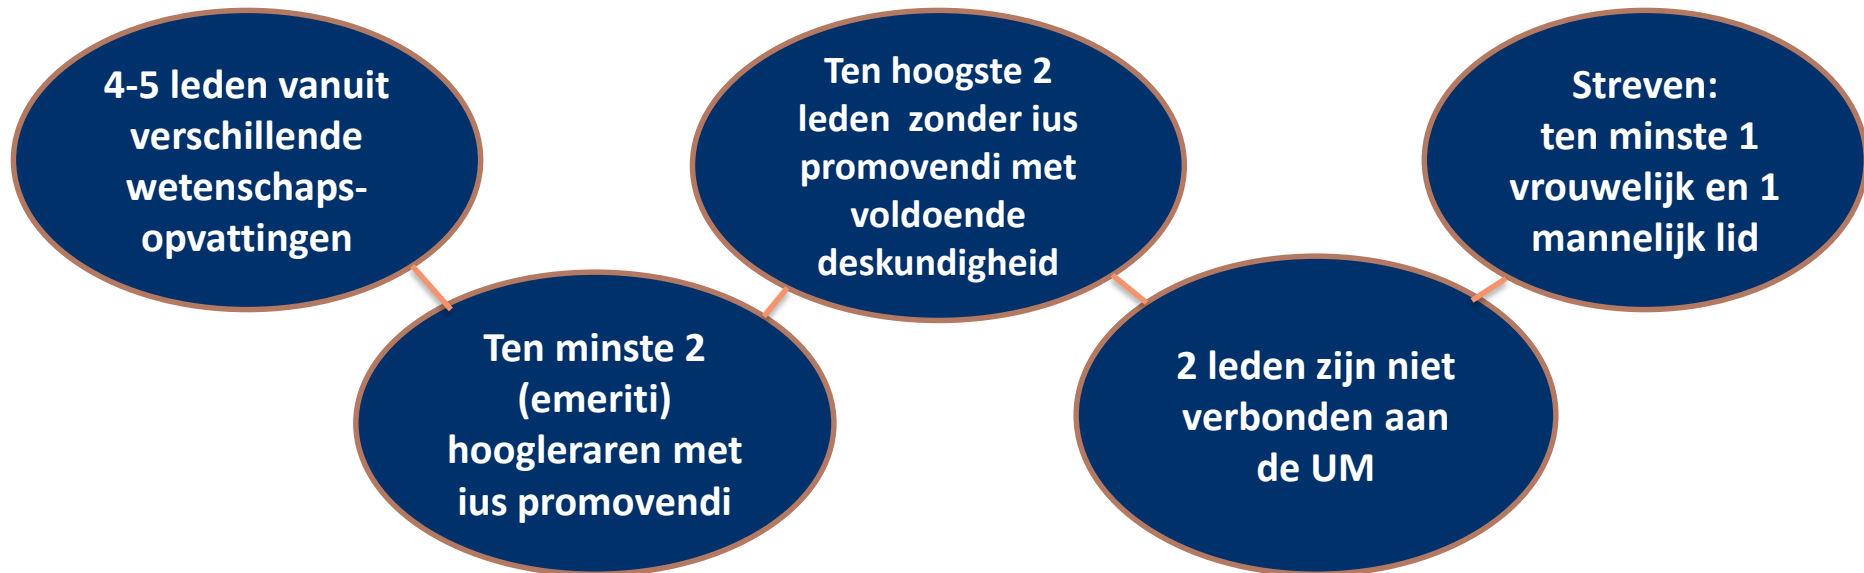 4-5 leden vanuit
verschillende
wetenschaps-
opvattingen
Ten minste 2
(emeriti)
hoogleraren met
ius promovendi
Ten hoogste 2
leden  zonder ius
promovendi met
voldoende
deskundigheid
2 leden zijn niet
verbonden aan
de UM
Streven:
ten minste 1
vrouwelijk en 1
mannelijk lid